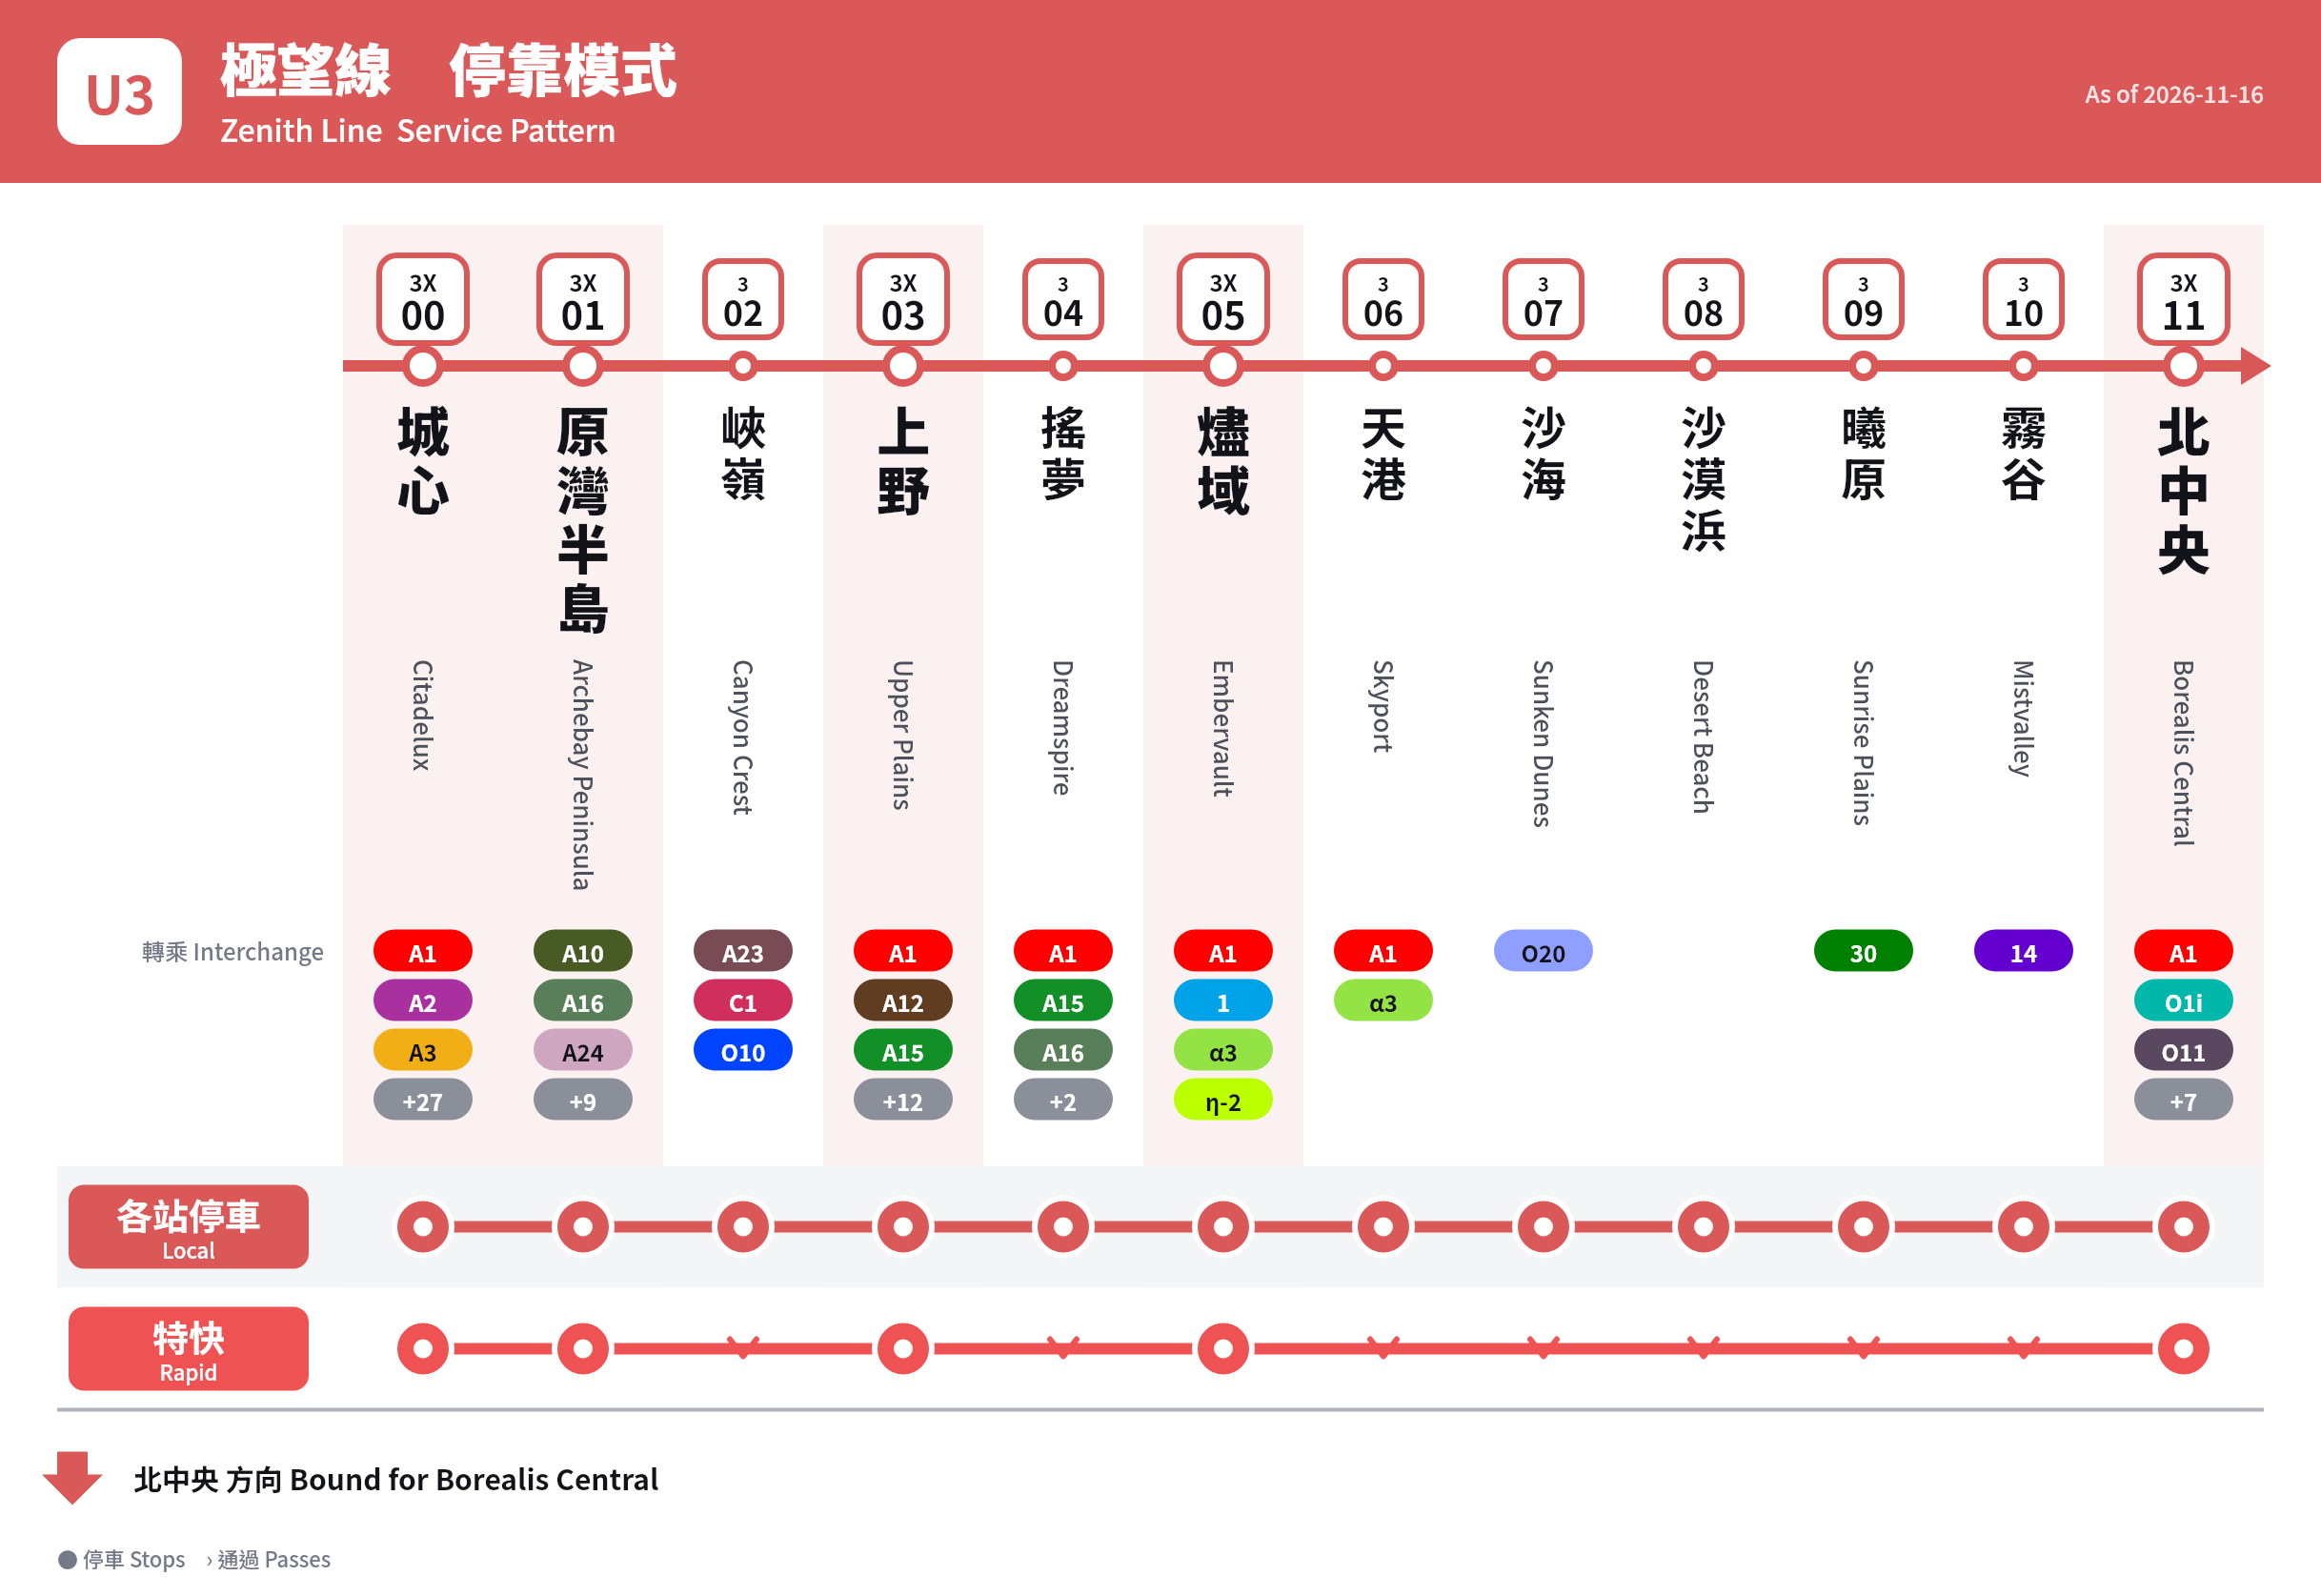 U3
極望線 停靠模式
Zenith Line Service Pattern
As of 2026-11-16
3X
00
3X
01
3
02
3X
03
3
04
3X
05
3
06
3
07
3
08
3
09
3
10
3X
11
城心
原灣半島
峽嶺
上野
搖夢
燼域
天港
沙海
沙漠浜
曦原
霧谷
北中央
Citadelux
Archebay Peninsula
Canyon Crest
Upper Plains
Dreamspire
Embervault
Skyport
Sunken Dunes
Desert Beach
Sunrise Plains
Mistvalley
Borealis Central
轉乘 Interchange
A1
A2
A3
+27
A10
A16
A24
+9
A23
C1
O10
A1
A12
A15
+12
A1
A15
A16
+2
A1
1
α3
η-2
A1
α3
O20
30
14
A1
O1i
O11
+7
各站停車
Local
特快
Rapid
北中央 方向 Bound for Borealis Central
停車 Stops › 通過 Passes